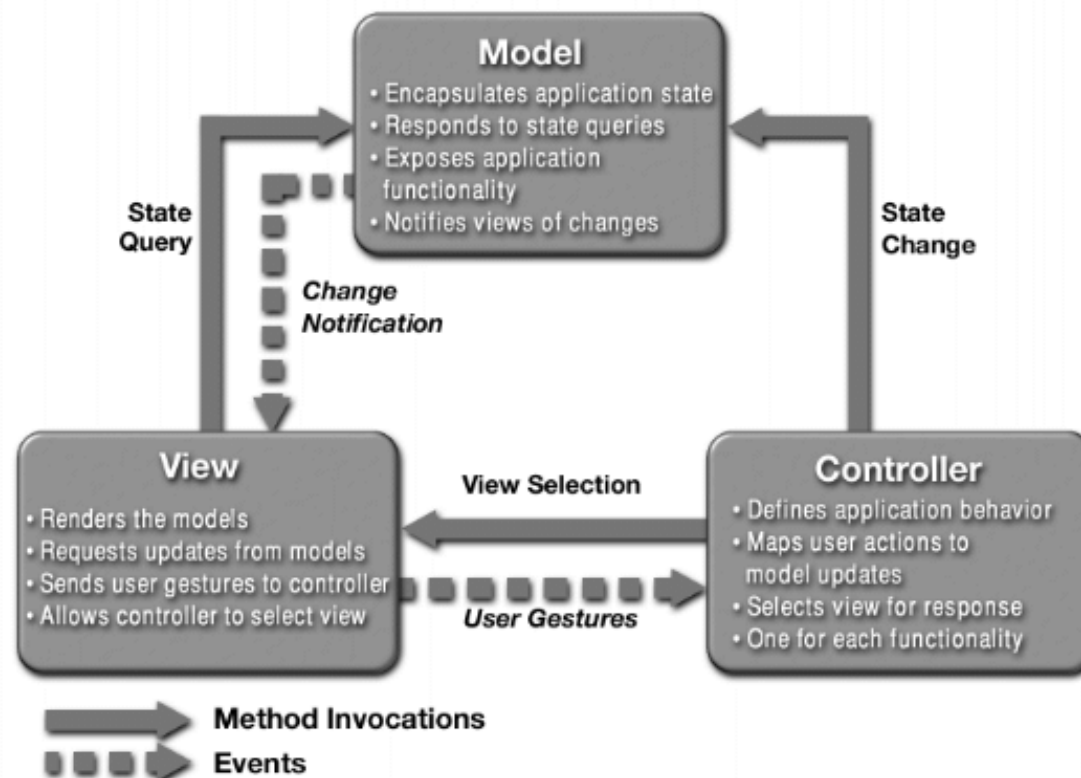 Model
• Encapsulates application state
• Responds to state queries
• Exposes application
functionality
• Notifies views of changes
State
Query
Change
Notification
State
Change
View
• Renders the models
• Requests updates from models
• Sends user gestures to controller
• Allows controller to select view
View Selection
User Gestures
Controller
• Defines application behavior
• Maps user actions to
model updates
• Selects view for response
• One for each functionality
Method Invocations
Events